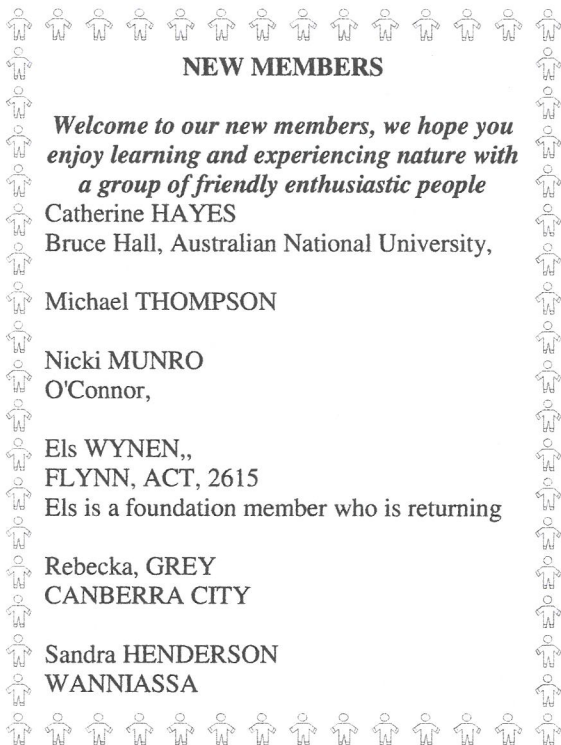 NEW MEMBERS
Welcome to our new members, we hope you
enjoy learning and experiencing nature with
a group of friendly enthusiastic people
Catherine HAYES
Bruce Hall, Australian National University,
Michael THOMPSON
Nicki MUNRO
O'Connor,
Els WYNEN,,
FLYNN, ACT, 2615
Els is a foundation member who is returning
Rebecka, GREY
CANBERRA CITY
Sandra HENDERSON
WANNIASSA